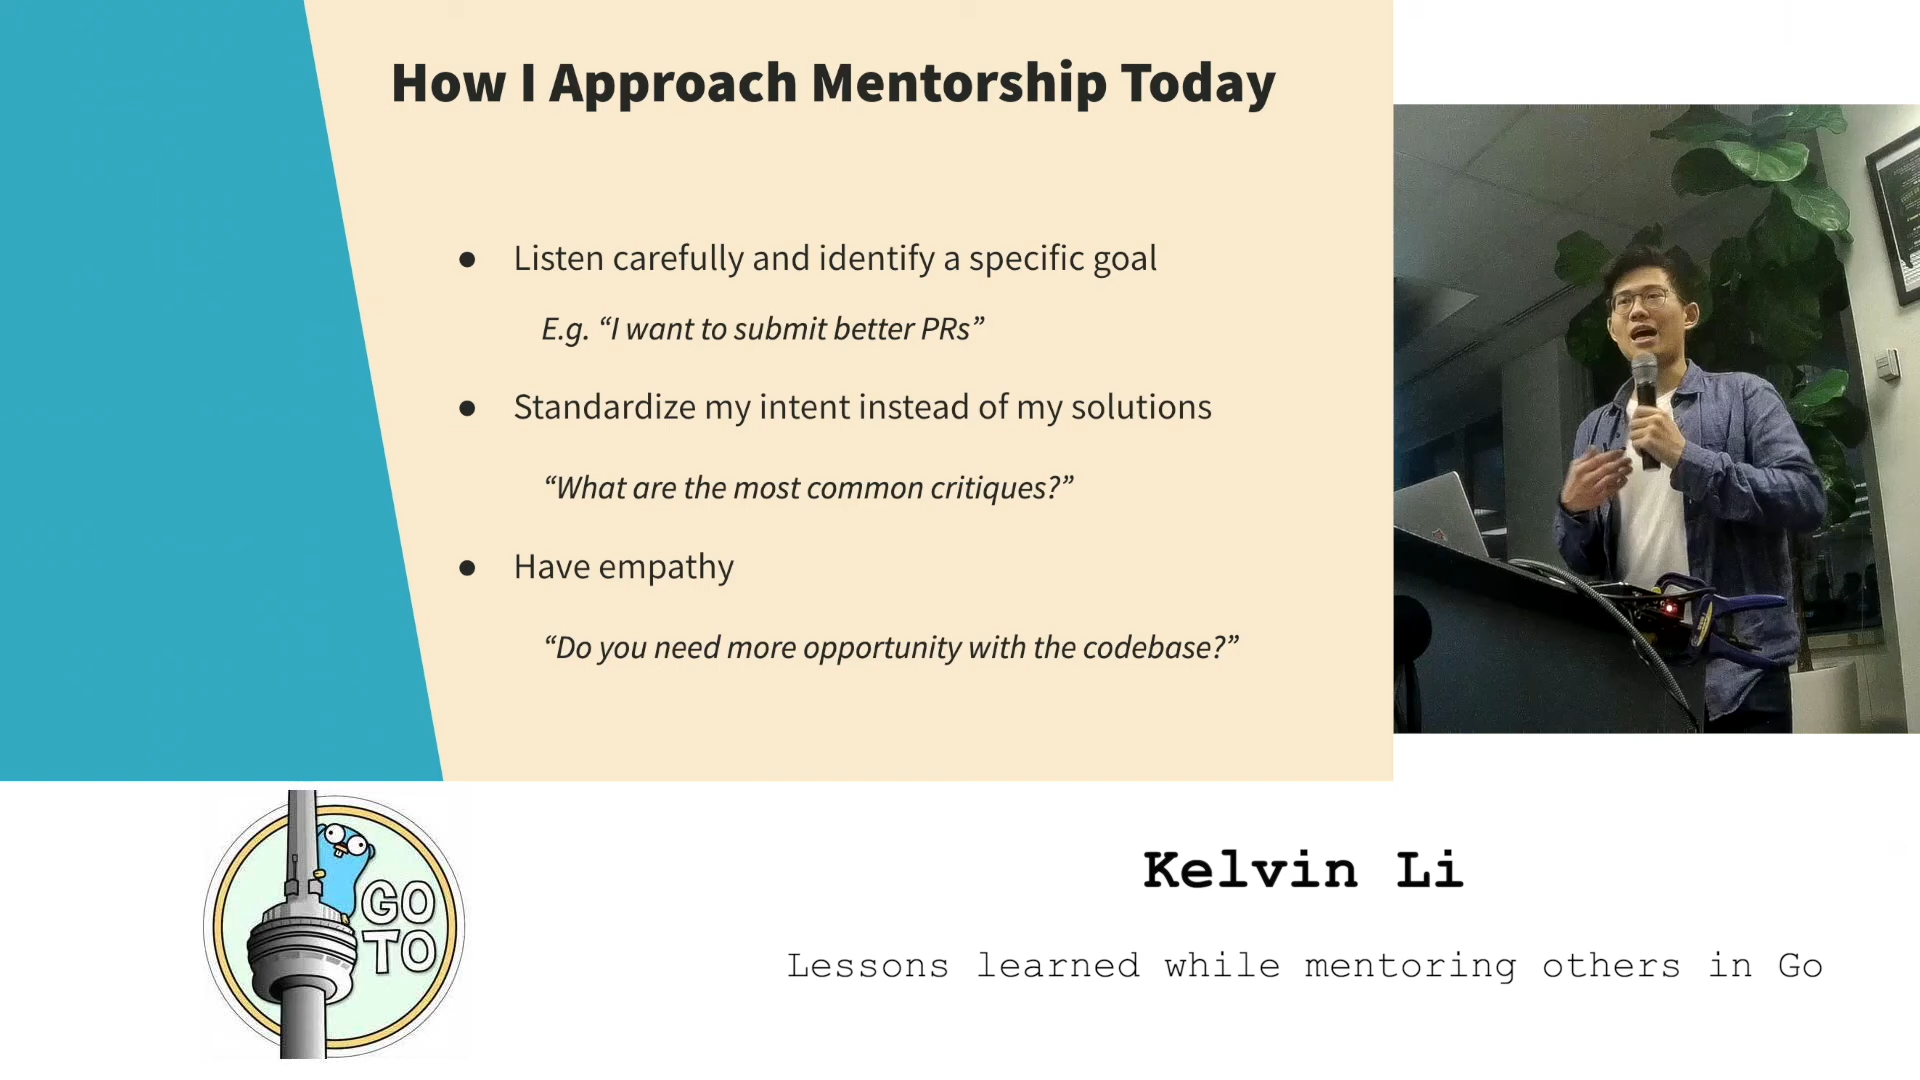 How I Approach Mentorship Today
● Listen carefully and identify a specific goal
E.g. “I want to submit better PRs”
● Standardize my intent instead of my solutions
“What are the most common critiques?”
● Have empathy
“Do you need more opportunity with the codebase?”
GO
TO
Kelvin Li
Lessons learned while mentoring others in Go